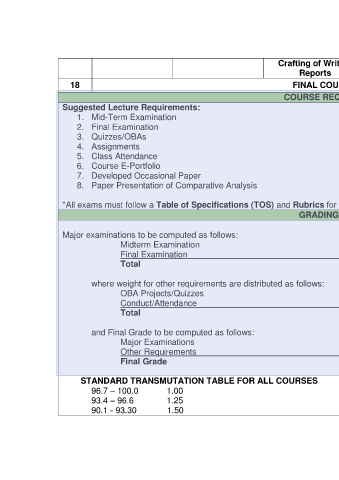 Crafting of Writ
Reports
18 FINAL COU
COURSE REQ
Suggested Lecture Requirements:
1. Mid-Term Examination
2. Final Examination
3. Quizzes/OBAs
4. Assignments
5. Class Attendance
6. Course E-Portfolio
7. Developed Occasional Paper
8. Paper Presentation of Comparative Analysis
*All exams must follow a Table of Specifications (TOS) and Rubrics for
GRADING
Major examinations to be computed as follows:
Midterm Examination
Final Examination
Total
where weight for other requirements are distributed as follows:
OBA Projects/Quizzes
Conduct/Attendance
Total
and Final Grade to be computed as follows:
Major Examinations
Other Requirements
Final Grade
STANDARD TRANSMUTATION TABLE FOR ALL COURSES
96.7 – 100.0 1.00
93.4 – 96.6 1.25
90.1 - 93.30 1.50